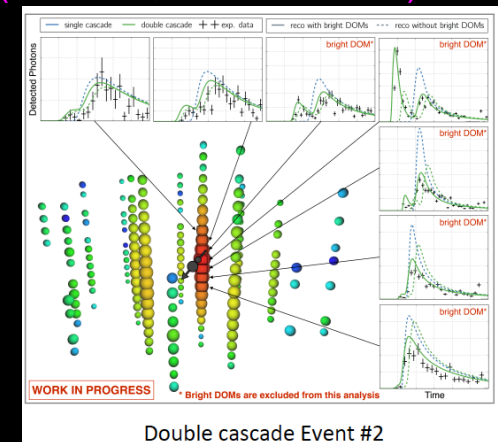 single cascade double cascade exp. data reco with bright DOMs reco without bright DOMs
Detected Photons
bright DOM*
bright DOM*
bright DOM*
bright DOM*
bright DOM*
WORK IN PROGRESS
* Bright DOMs are excluded from this analysis
Time
Double cascade Event #2